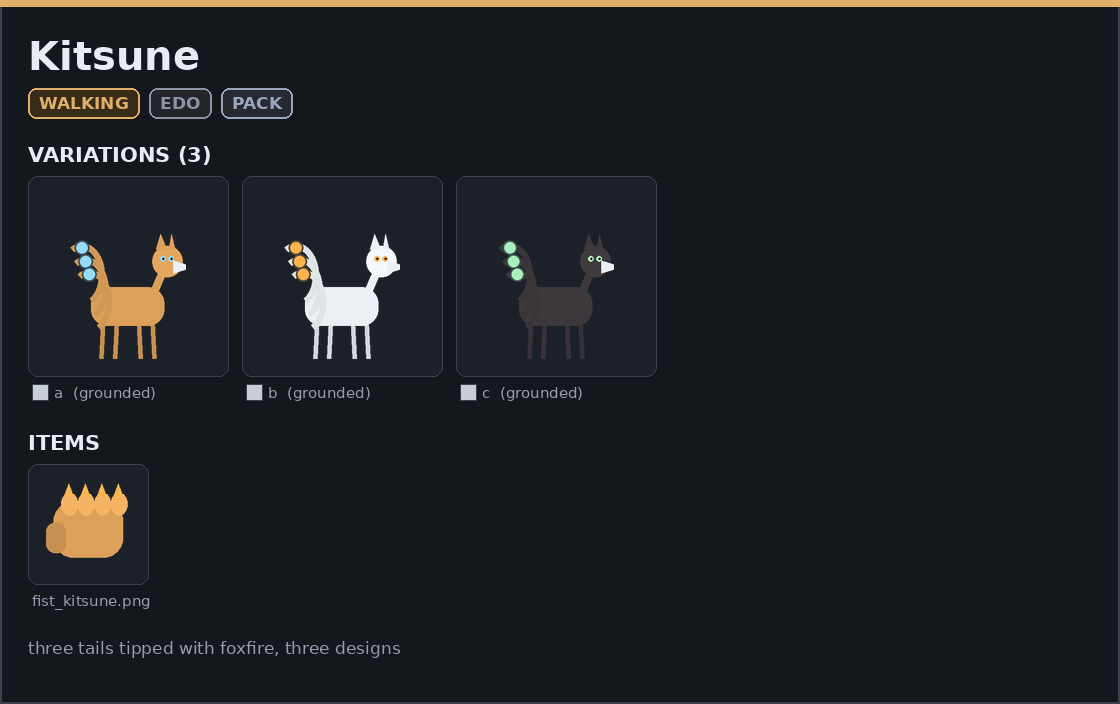 Kitsune
WALKING EDO PACK
VARIATIONS (3)
a (grounded) b (grounded) c (grounded)
ITEMS
fist_kitsune.png
three tails tipped with foxfire, three designs